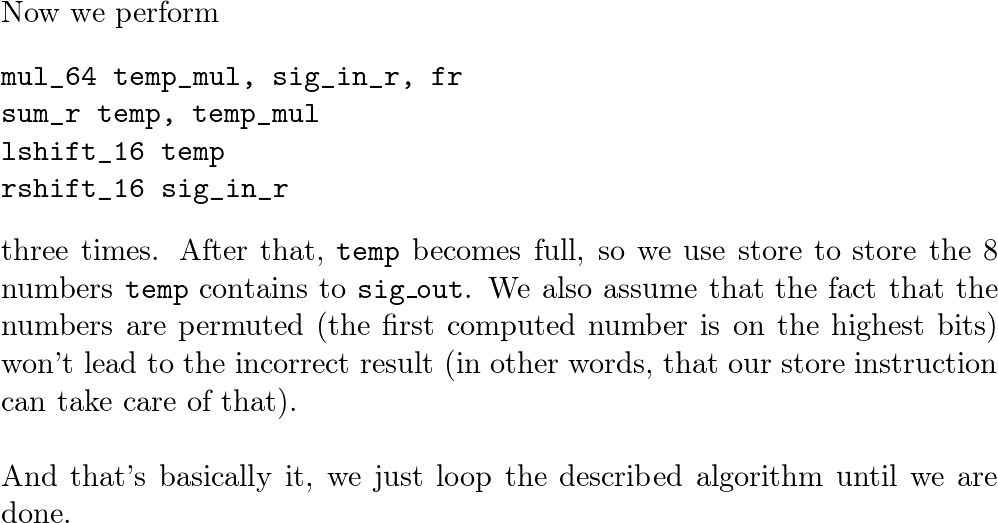 Now we perform
mul_64 temp_mul, sig_in_r, fr
sum_r temp, temp_mul
lshift_16 temp
rshift_16 sig_in_r
three times. After that, temp becomes full, so we use store to store the 8
numbers temp contains to sig_out. We also assume that the fact that the
numbers are permuted (the first computed number is on the highest bits)
won't lead to the incorrect result (in other words, that our store instruction
can take care of that).
And that's basically it, we just loop the described algorithm until we are
done.